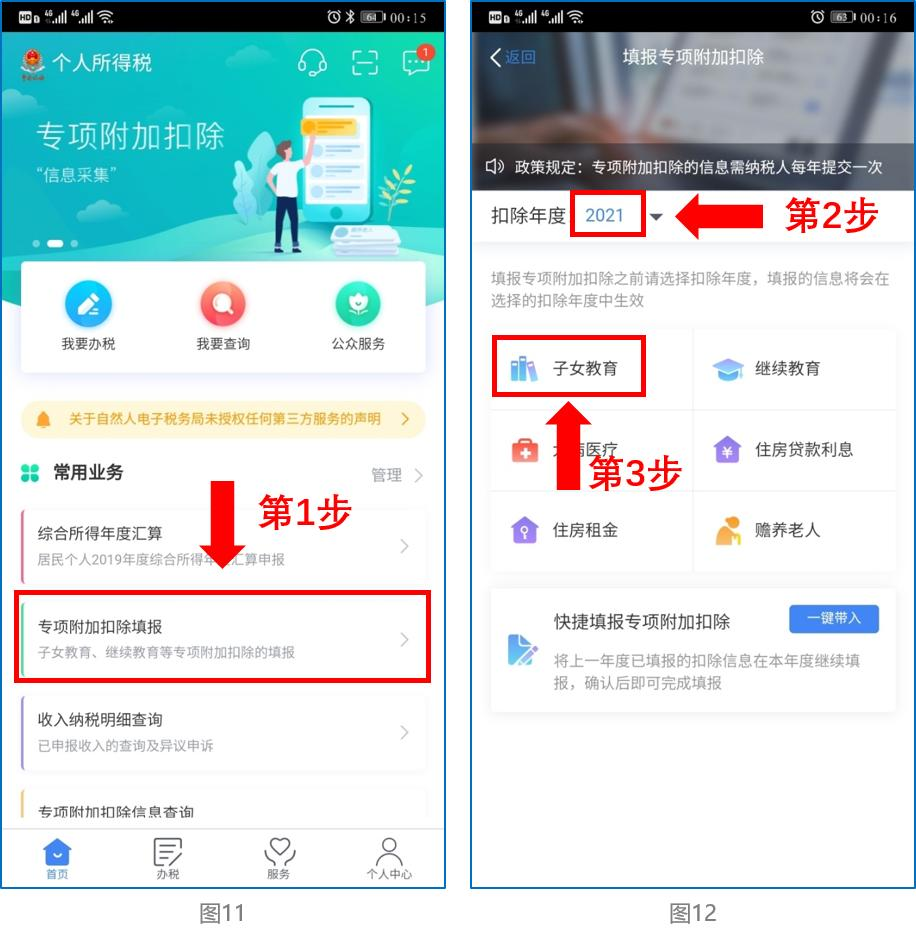 HD 4G 4G 64 00:15
个人所得税
1
专项附加扣除
“信息采集”
我要办税
我要查询
公众服务
关于自然人电子税务局未授权任何第三方服务的声明
常用业务
管理
第1步
综合所得年度汇算
居民个人2019年度综合所得年汇算申报
专项附加扣除填报
子女教育、继续教育等专项附加扣除的填报
收入纳税明细查询
已申报收入的查询及异议申诉
专项附加扣除信息查询
首页
办税
服务
个人中心
图11
HD 4G 4G 63 00:16
返回
填报专项附加扣除
政策规定：专项附加扣除的信息需纳税人每年提交一次
扣除年度
2021
第2步
填报专项附加扣除之前请选择扣除年度，填报的信息将会在
选择的扣除年度中生效
子女教育
继续教育
医疗
住房贷款利息
第3步
住房租金
赡养老人
快捷填报专项附加扣除
一键带入
将上一年度已填报的扣除信息在本年度继续填
报，确认后即可完成填报
图12